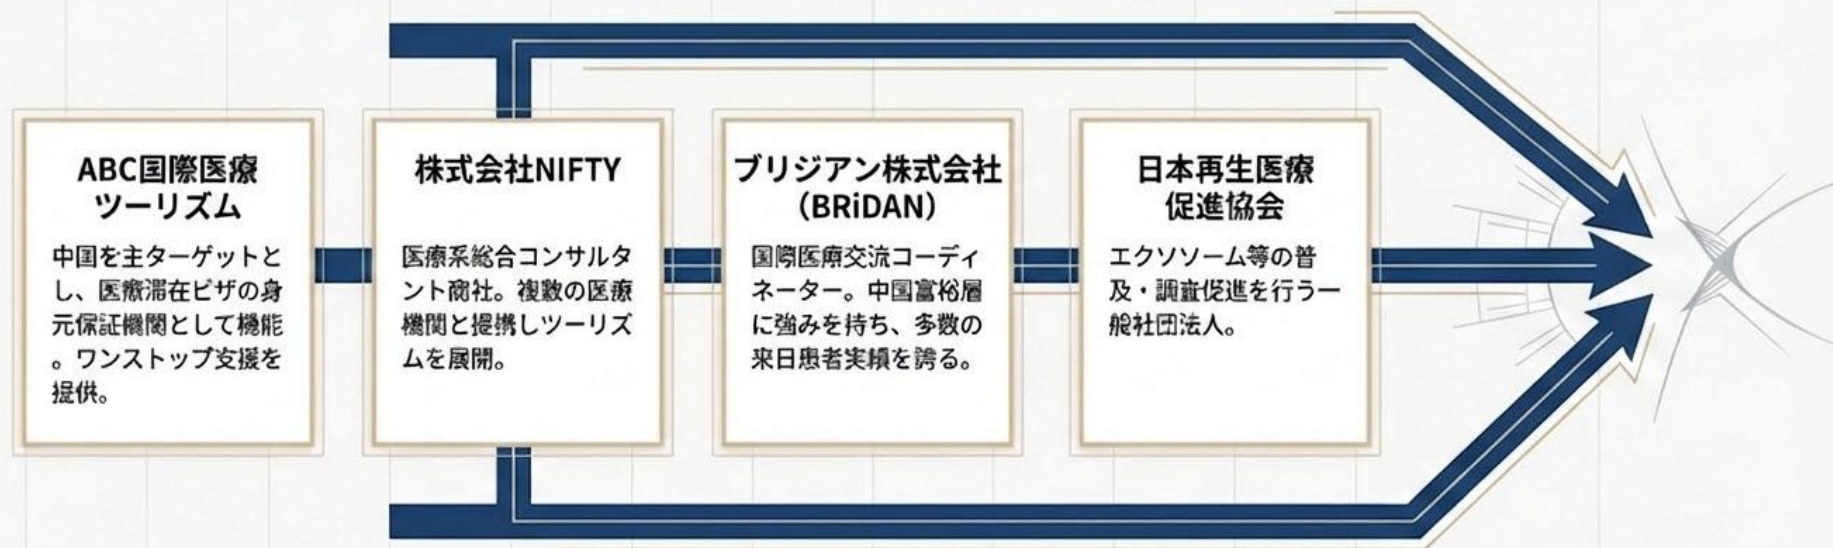 ABC国際医療
ツーリズム
中国を主ターゲットと
し、医療滞在ビザの身
元保証機関として機能
。ワンストップ支援を
提供。
株式会社NIFTY
医療系総合コンサルタ
ント商社。複数の医療
機関と提携しツーリズ
ムを展開。
ブリジアン株式会社
（BRiDAN）
国際医療交流コーディ
ネーター。中国富裕層
に強みを持ち、多数の
来日患者実績を誇る。
日本再生医療
促進協会
エクソソーム等の普
及・調査促進を行う一
般社団法人。